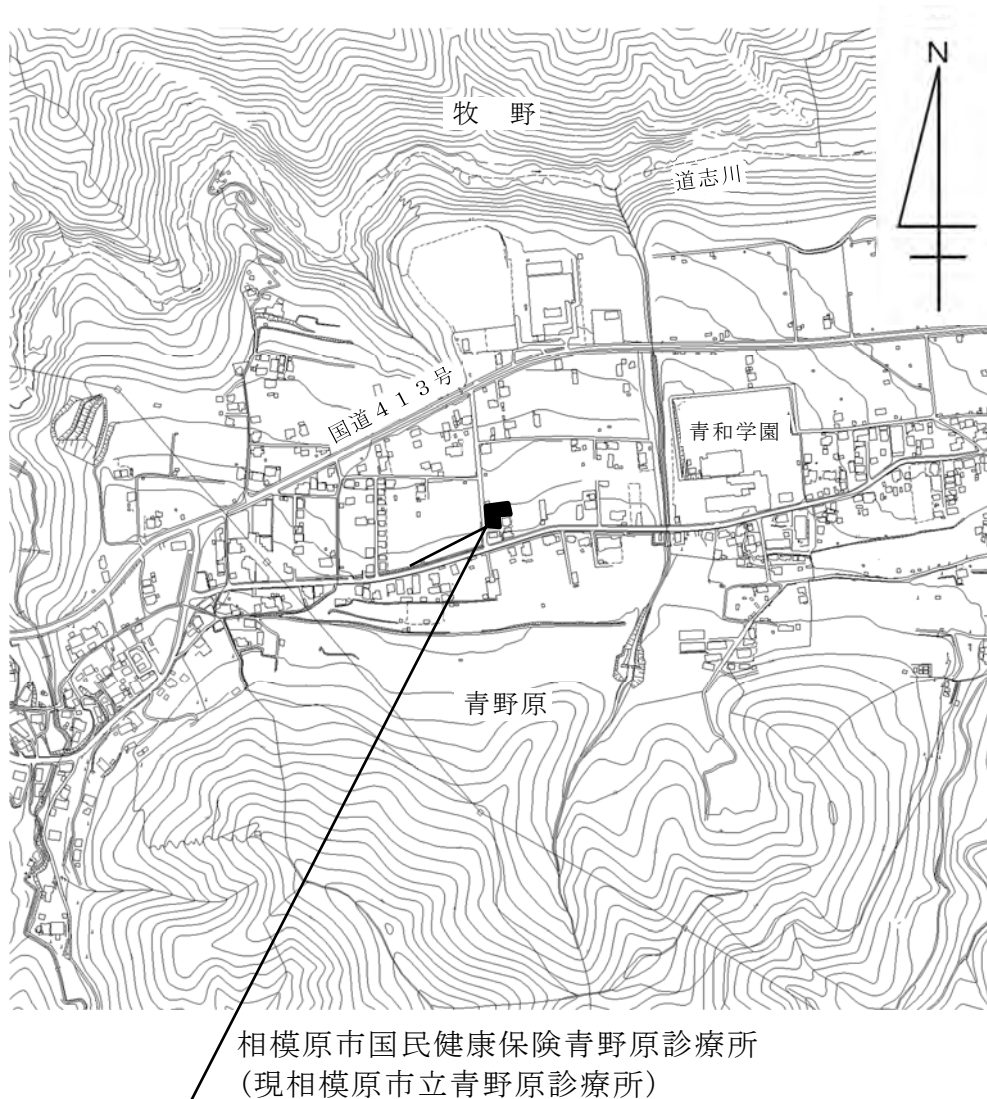 N
牧 野
道志川
国道413号
青和学園
青野原
相模原市国民健康保険青野原診療所
(現相模原市立青野原診療所)